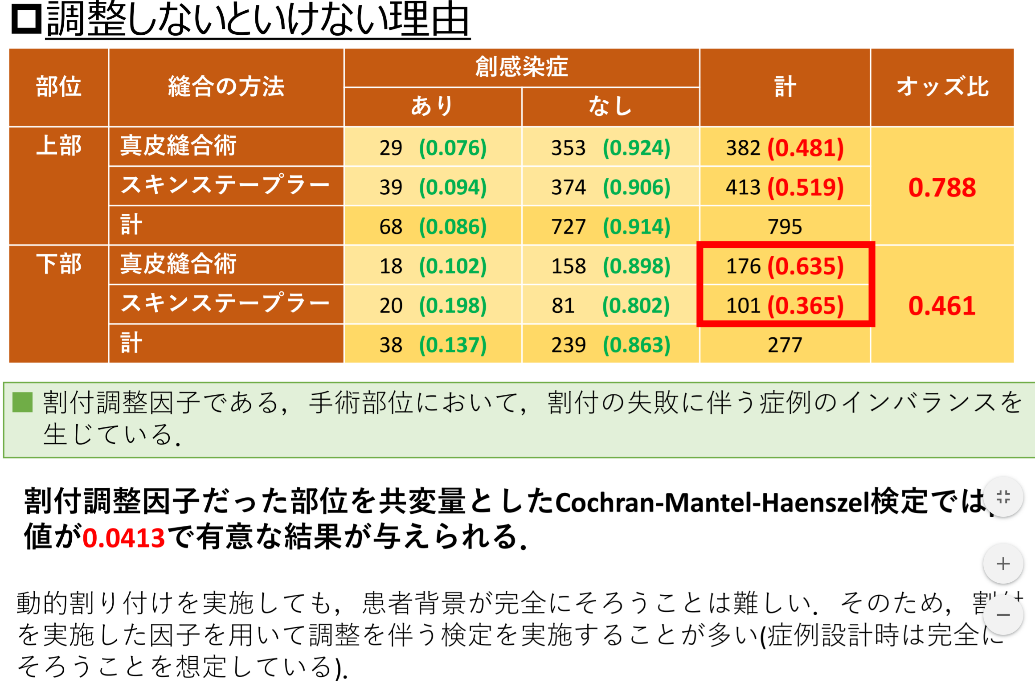 調整しないといけない理由
部位 縫合の方法 創感染症 計 オッズ比
あり なし
上部 真皮縫合術 29 (0.076) 353 (0.924) 382 (0.481) 0.788
スキンステープラー 39 (0.094) 374 (0.906) 413 (0.519)
計 68 (0.086) 727 (0.914) 795
下部 真皮縫合術 18 (0.102) 158 (0.898) 176 (0.635) 0.461
スキンステープラー 20 (0.198) 81 (0.802) 101 (0.365)
計 38 (0.137) 239 (0.863) 277
割付調整因子である，手術部位において，割付の失敗に伴う症例のインバランスを
生じている．
割付調整因子だった部位を共変量としたCochran-Mantel-Haenszel検定では
値が0.0413で有意な結果が与えられる．
動的割り付けを実施しても，患者背景が完全にそろうことは難しい．そのため，割付
を実施した因子を用いて調整を伴う検定を実施することが多い(症例設計時は完全に
そろうことを想定している)．